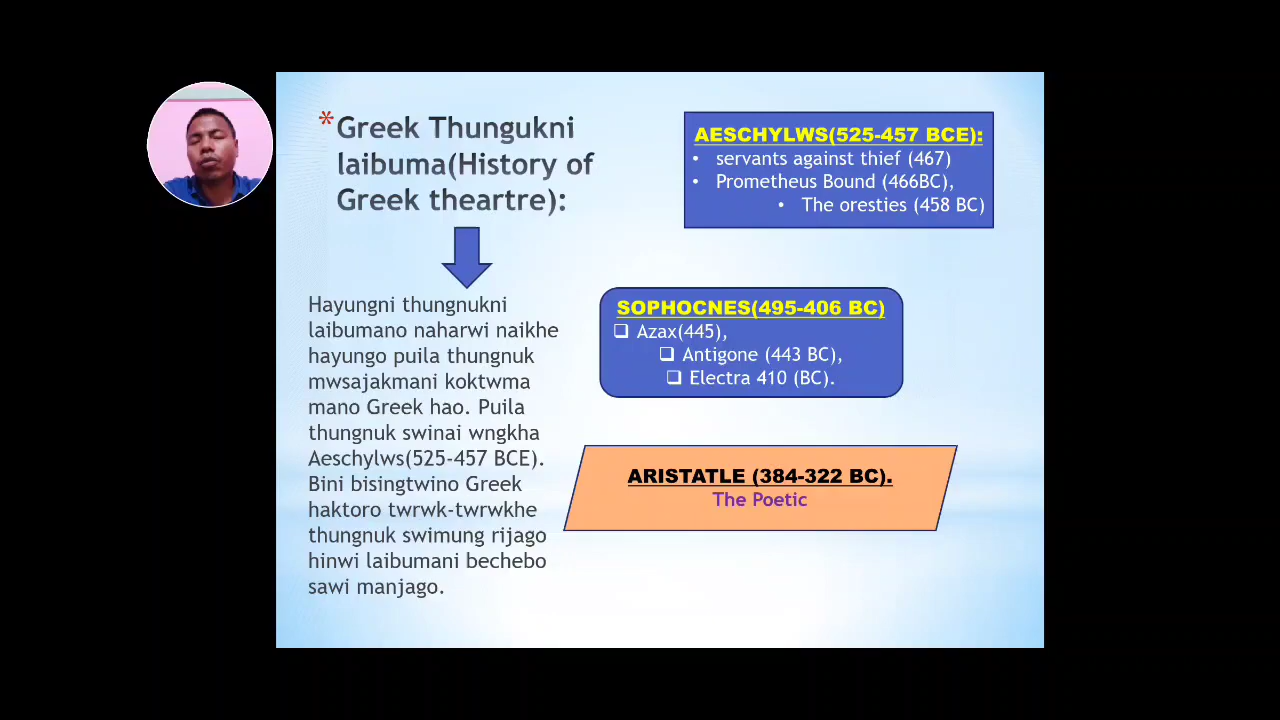 * Greek Thungukni
laibuma(History of
Greek theartre):
Hayungni thungnukni
laibumano naharwi naikhe
hayungo puila thungnuk
mwsajakmani koktwma
mano Greek hao. Puila
thungnuk swinai wngkha
Aeschylws(525-457 BCE).
Bini bisingtwino Greek
haktoro twrwk-twrwkhe
thungnuk swimung rijago
hinwi laibumani bechebo
sawi manjago.
AESCHYLWS(525-457 BCE):
• servants against thief (467)
• Prometheus Bound (466BC),
• The oresties (458 BC)
SOPHOCNES(495-406 BC)
❑ Azax(445),
❑ Antigone (443 BC),
❑ Electra 410 (BC).
ARISTATLE (384-322 BC).
The Poetic